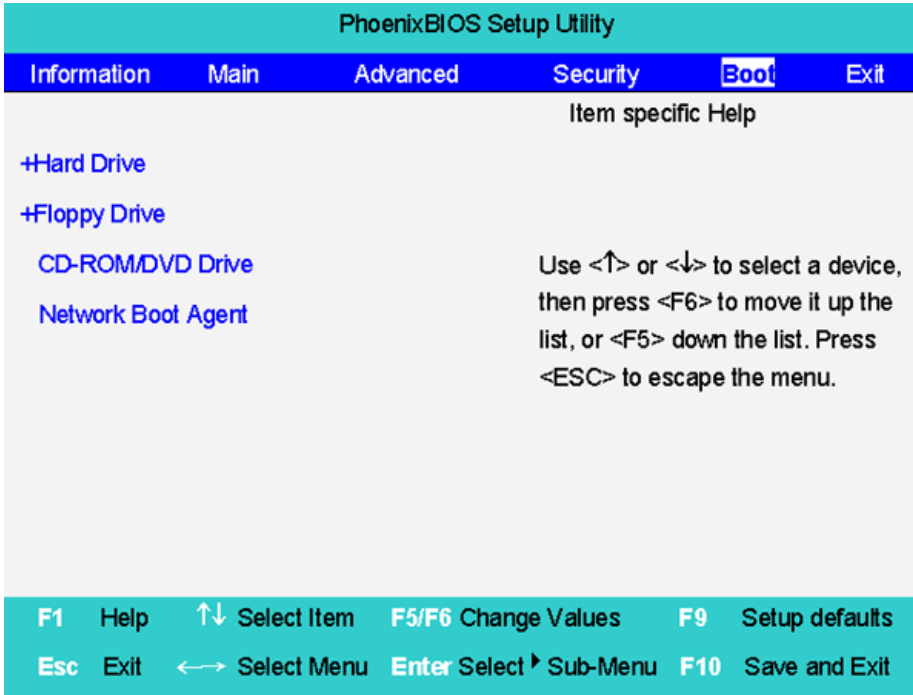 PhoenixBIOS Setup Utility
Information Main Advanced Security Boot Exit
Item specific Help
+Hard Drive
+Floppy Drive
CD-ROM/DVD Drive
Network Boot Agent
Use <↑> or <↓> to select a device,
then press <F6> to move it up the
list, or <F5> down the list. Press
<ESC> to escape the menu.
F1 Help ↑↓ Select Item F5/F6 Change Values F9 Setup defaults
Esc Exit ←→ Select Menu Enter Select ▶ Sub-Menu F10 Save and Exit